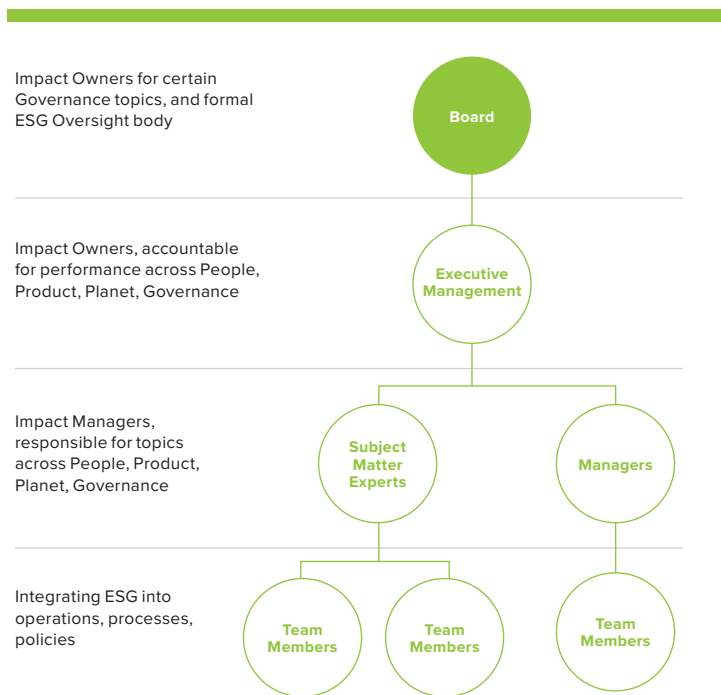 Impact Owners for certain
Governance topics, and formal
ESG Oversight body
Board
Impact Owners, accountable
for performance across People,
Product, Planet, Governance
Executive
Management
Impact Managers,
responsible for topics
across People, Product,
Planet, Governance
Subject
Matter
Experts
Managers
Integrating ESG into
operations, processes,
policies
Team
Members
Team
Members
Team
Members